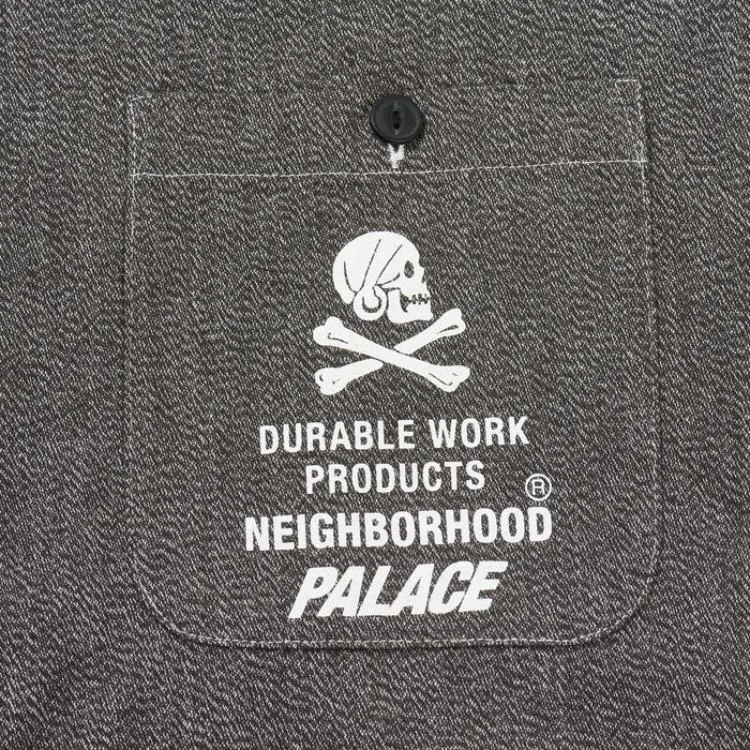 DURABLE WORK
PRODUCTS
NEIGHBORHOOD®
PALACE